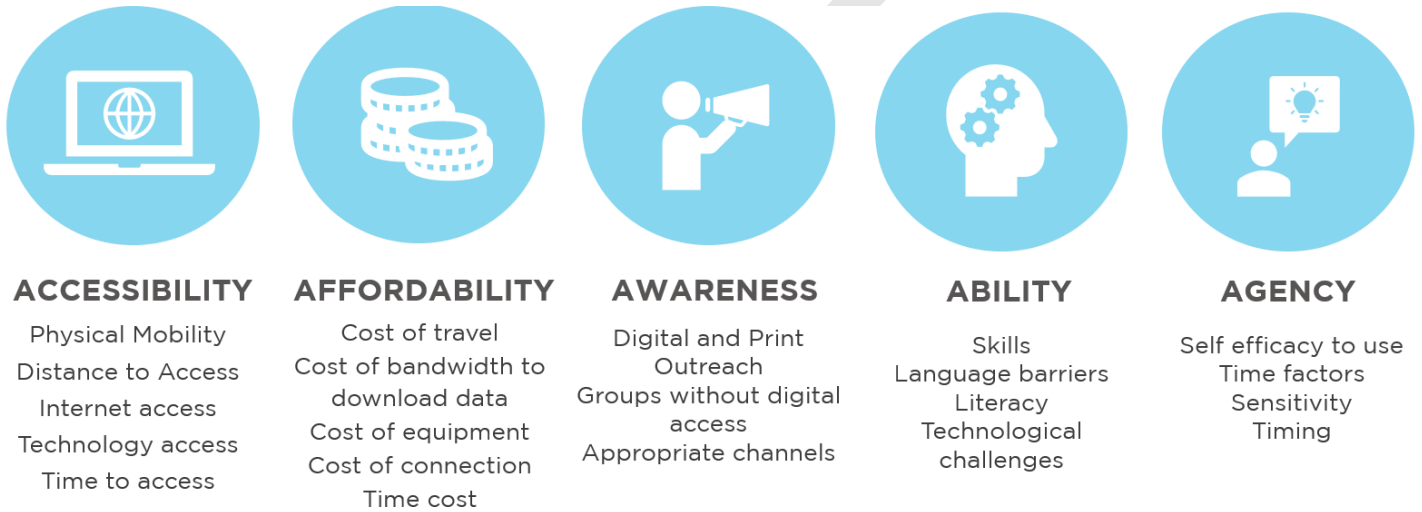 ACCESSIBILITY
Physical Mobility
Distance to Access
Internet access
Technology access
Time to access
AFFORDABILITY
Cost of travel
Cost of bandwidth to
download data
Cost of equipment
Cost of connection
Time cost
AWARENESS
Digital and Print
Outreach
Groups without digital
access
Appropriate channels
ABILITY
Skills
Language barriers
Literacy
Technological
challenges
AGENCY
Self efficacy to use
Time factors
Sensitivity
Timing